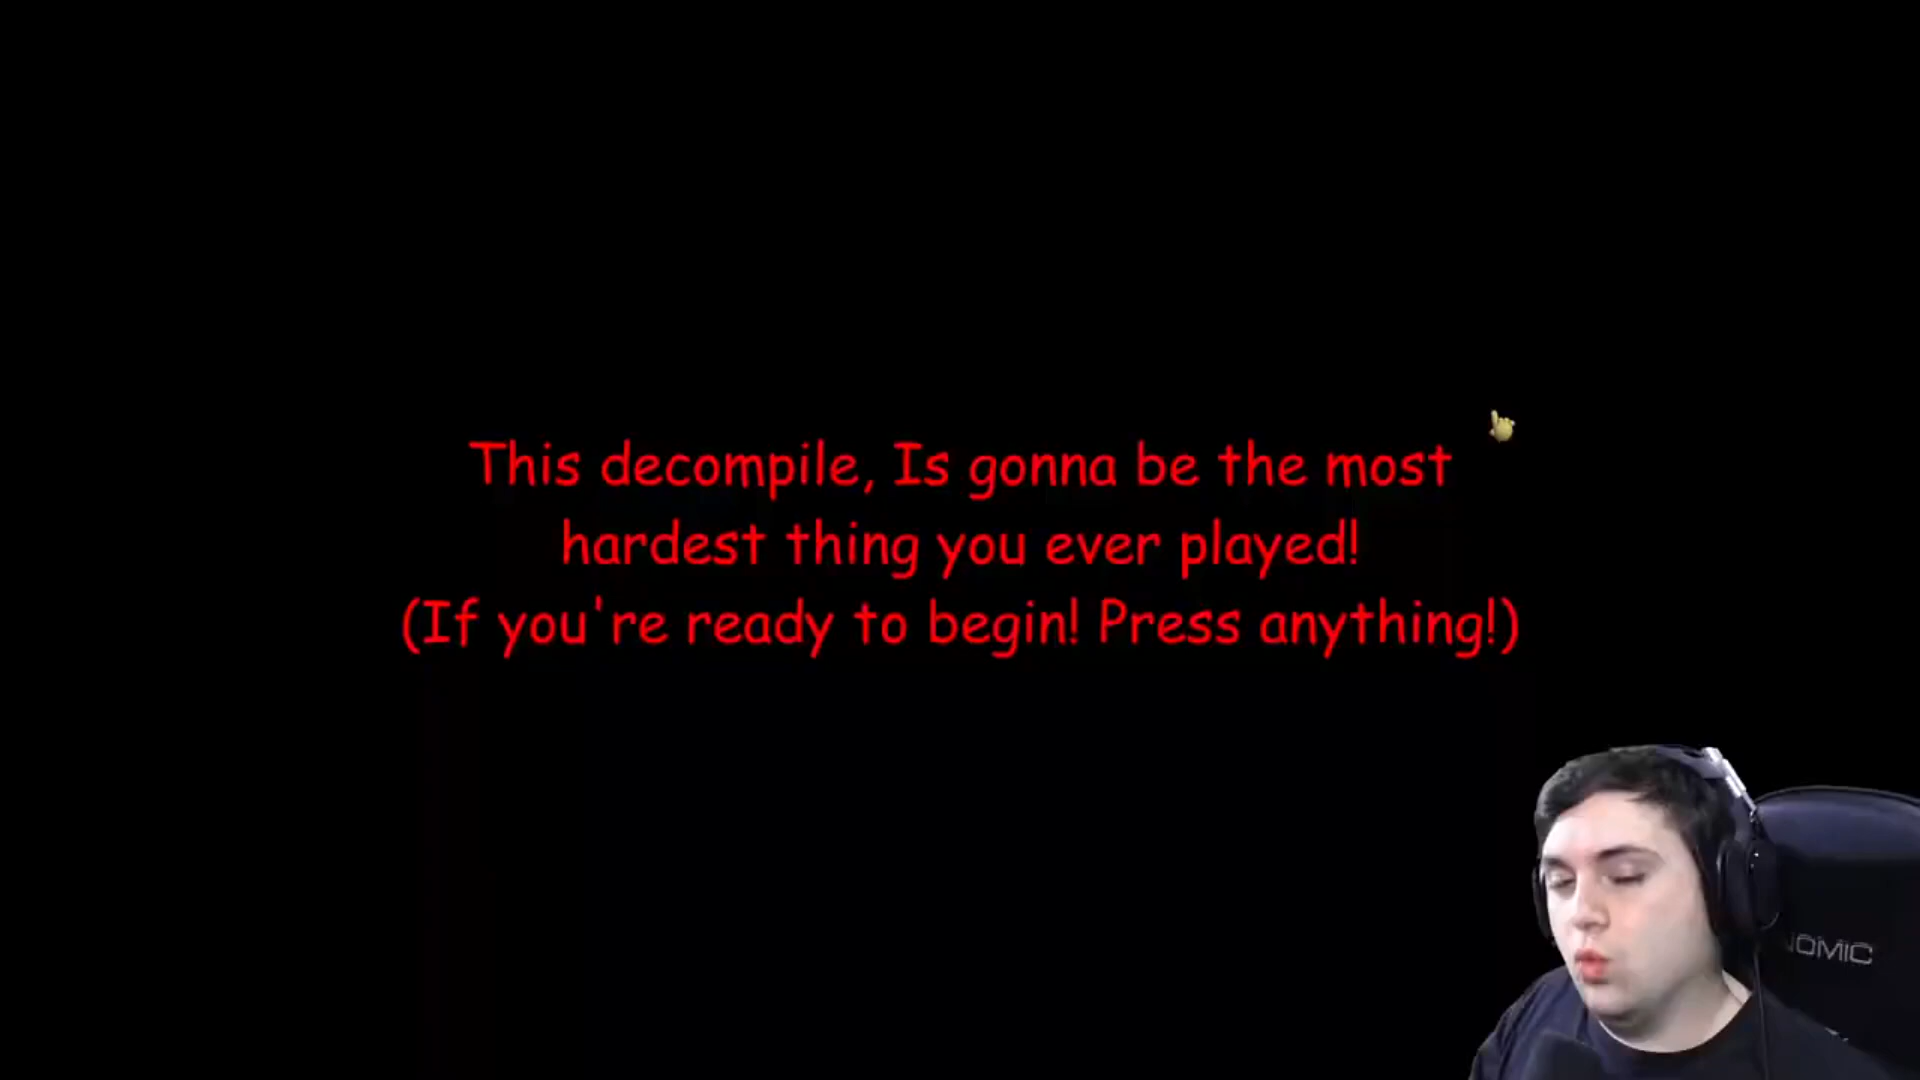 This decompile, Is gonna be the most
hardest thing you ever played!
(If you're ready to begin! Press anything!)
NOMIC